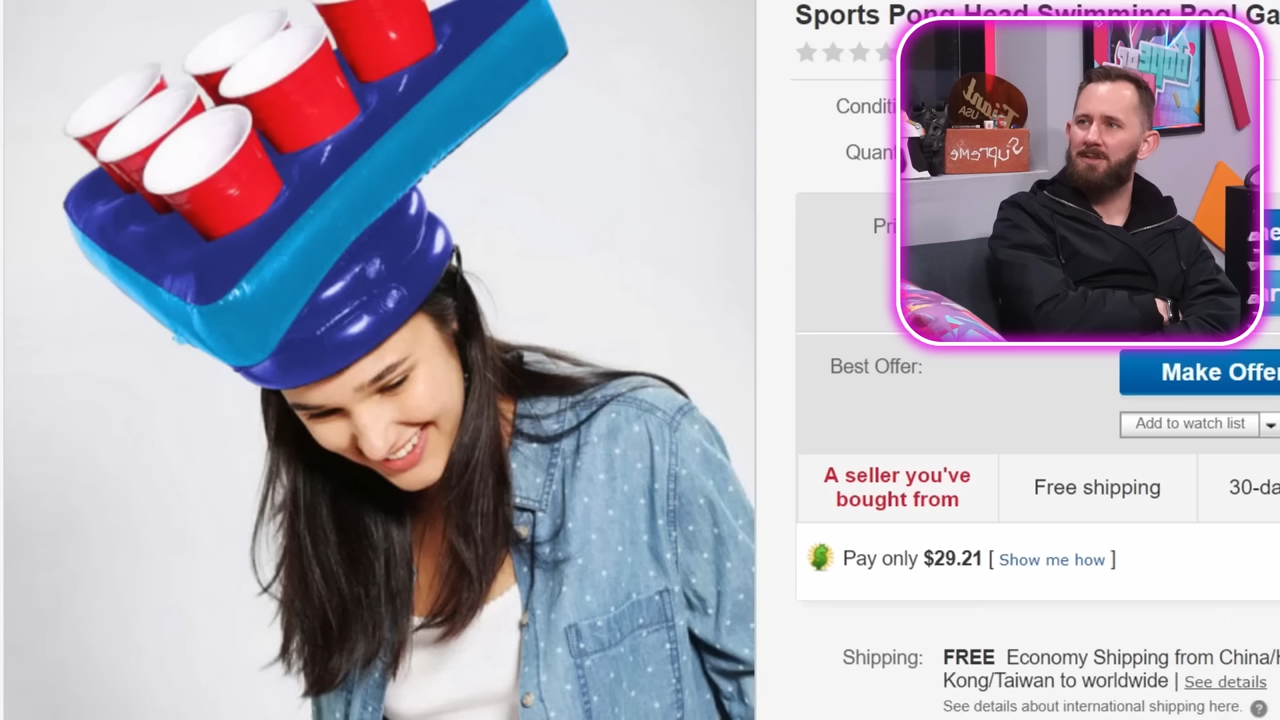 Sports Pong Head Swimming Pool Ga
Conditi
Quan
Pri
Supreme
USA
Best Offer:
Make Offer
Add to watch list
A seller you've
bought from
Free shipping
30-da
Pay only $29.21 [ Show me how ]
Shipping:
FREE Economy Shipping from China/H
Kong/Taiwan to worldwide | See details
See details about international shipping here. ?